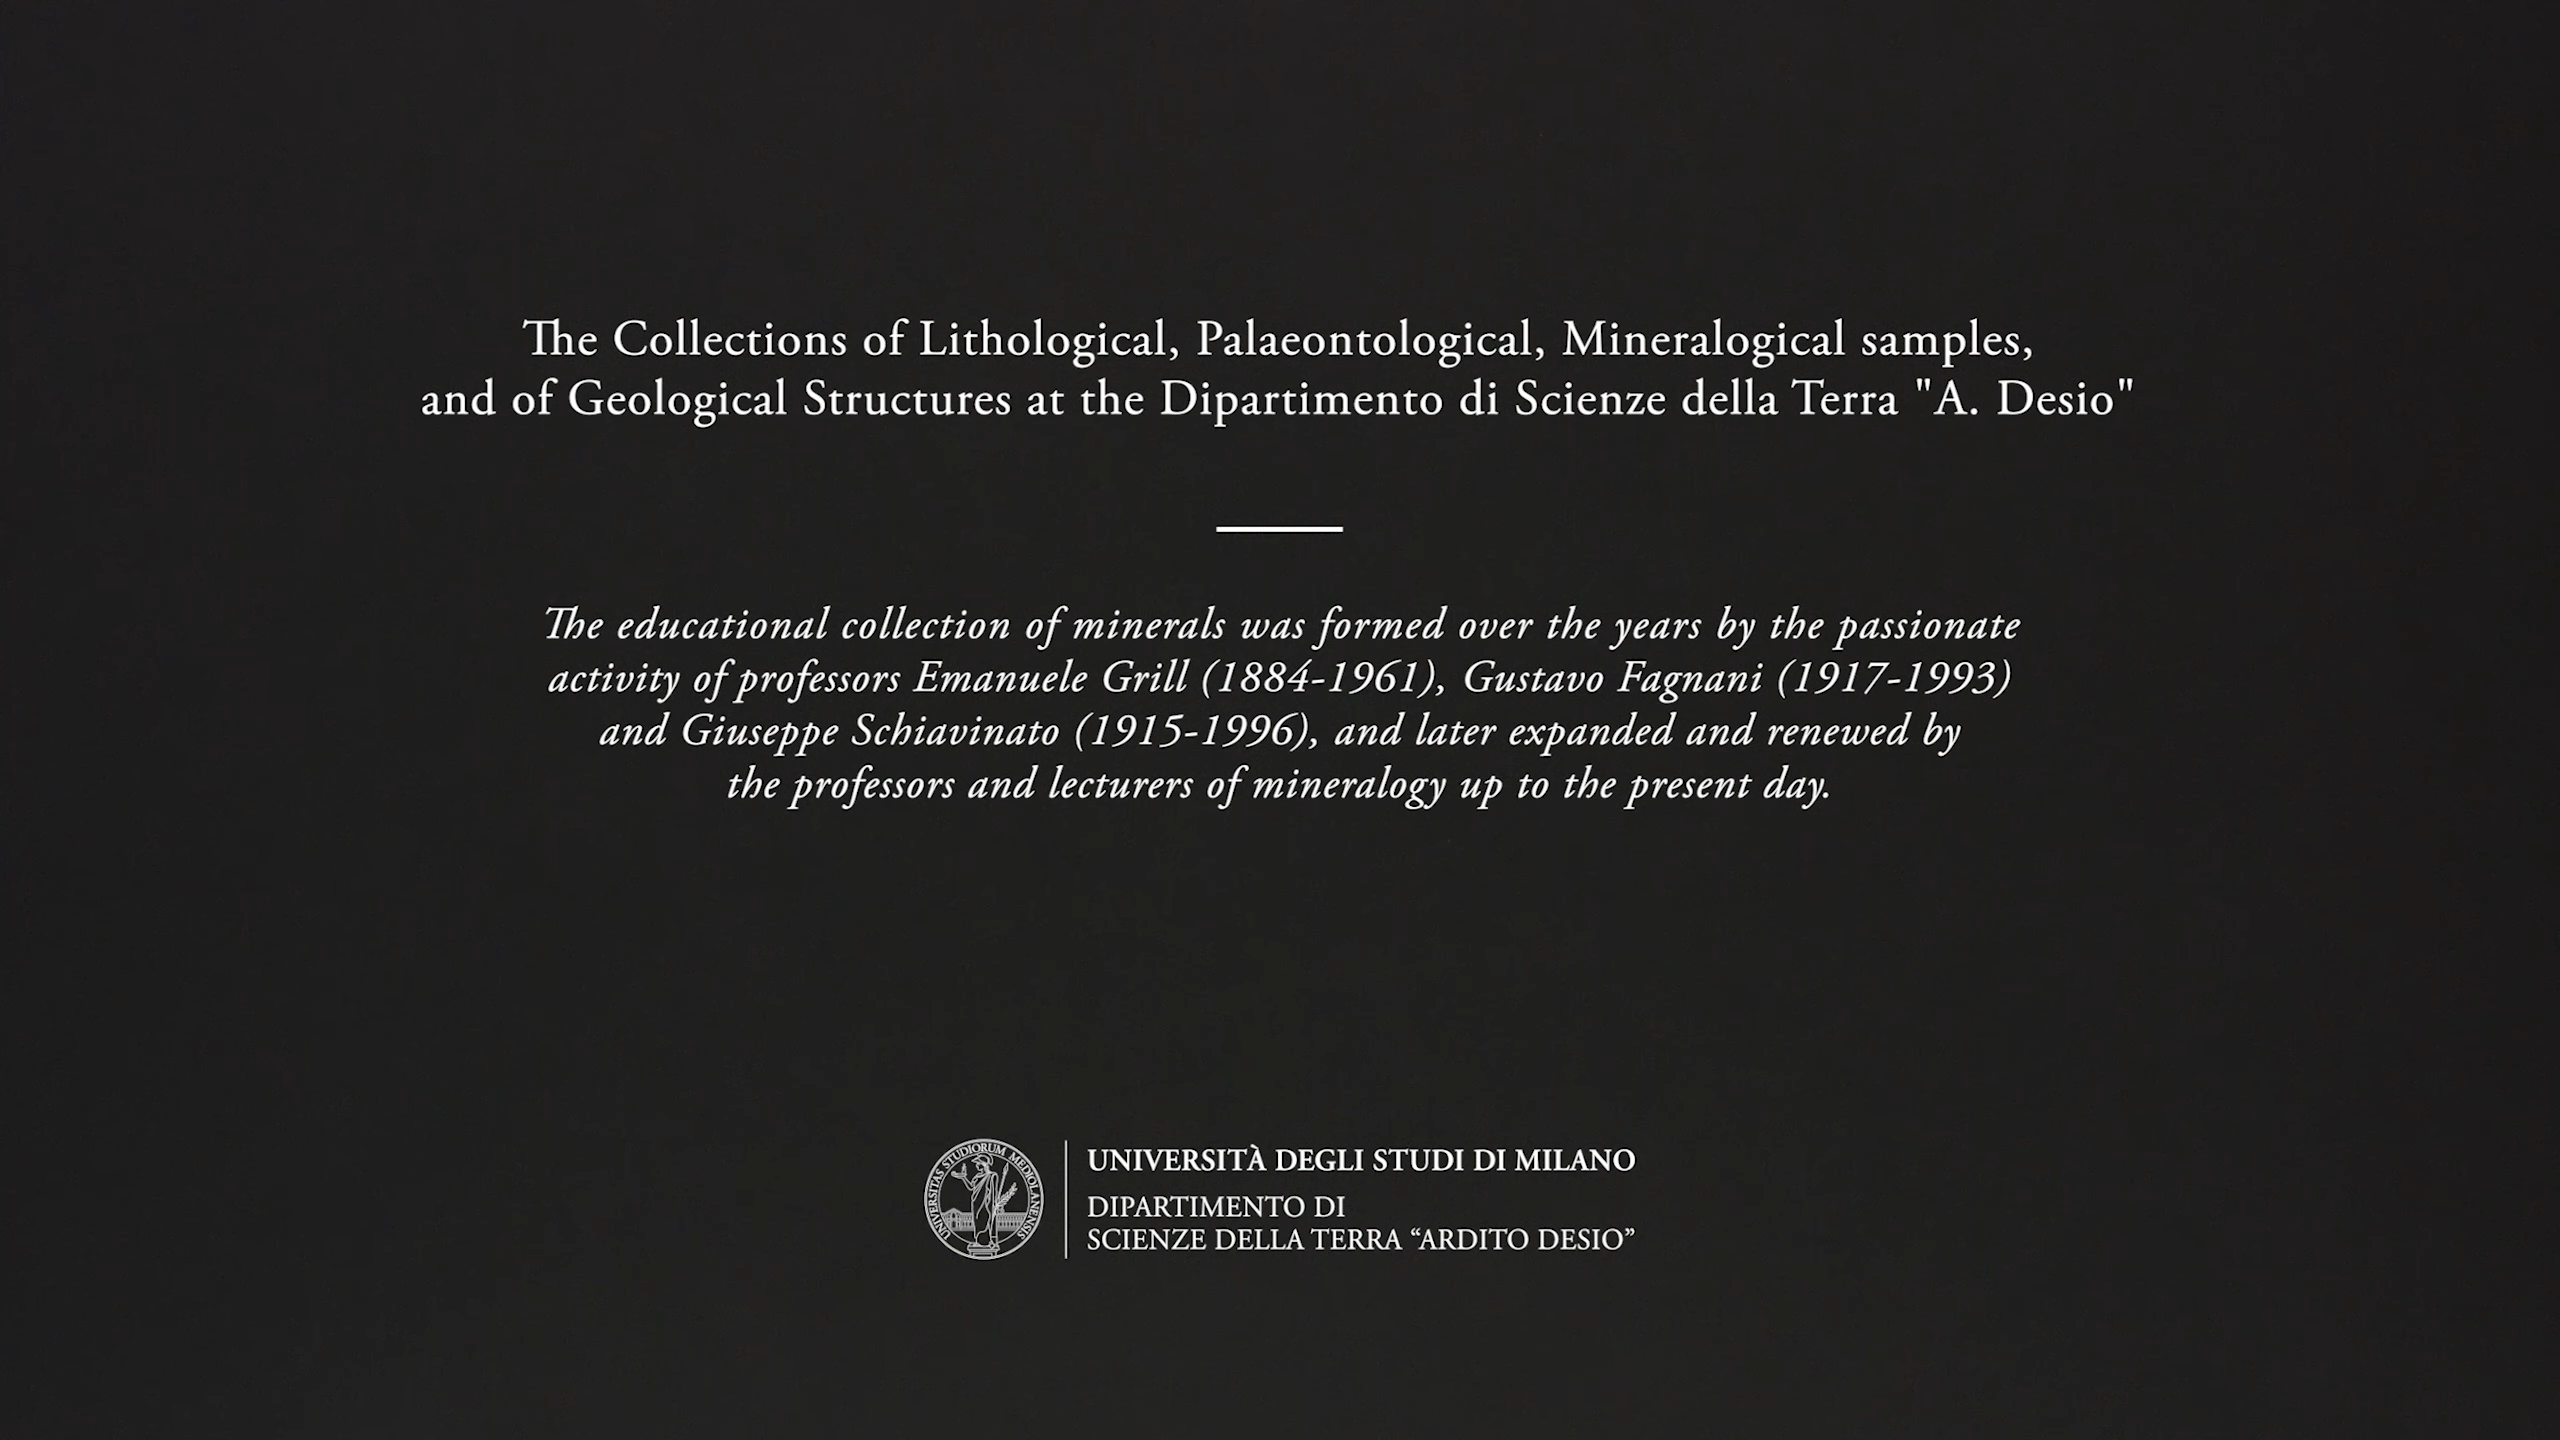 The Collections of Lithological, Palaeontological, Mineralogical samples,
and of Geological Structures at the Dipartimento di Scienze della Terra "A. Desio"
The educational collection of minerals was formed over the years by the passionate
activity of professors Emanuele Grill (1884-1961), Gustavo Fagnani (1917-1993)
and Giuseppe Schiavinato (1915-1996), and later expanded and renewed by
the professors and lecturers of mineralogy up to the present day.
UNIVERSITAS STUDIORUM MEDIOLANENSIS
UNIVERSITÀ DEGLI STUDI DI MILANO
DIPARTIMENTO DI
SCIENZE DELLA TERRA “ARDITO DESIO”